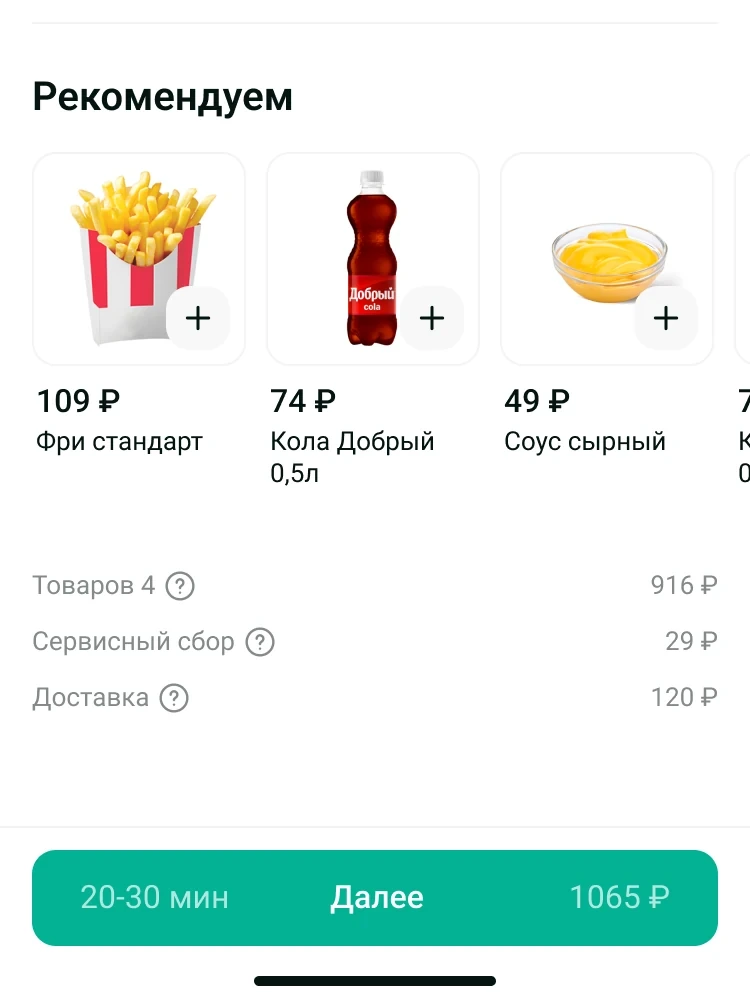 Рекомендуем
Добрый
cola
109 ₽
74 ₽
49 ₽
Фри стандарт
Кола Добрый
0,5л
Соус сырный
Товаров 4 ?
916 ₽
Сервисный сбор ?
29 ₽
Доставка ?
120 ₽
20-30 мин
Далее
1065 ₽